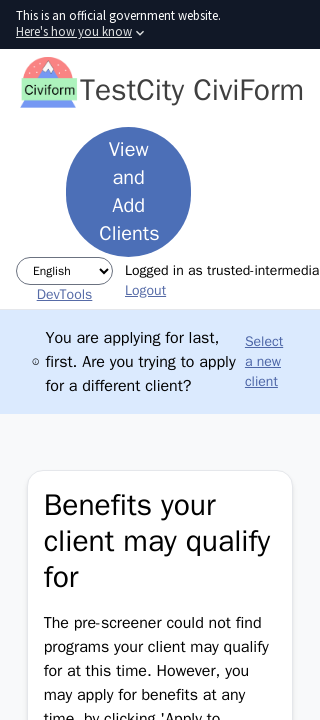 This is an official government website.
Here's how you know
Civiform
TestCity CiviForm
View
and
Add
Clients
English
Logged in as trusted-intermedia
DevTools
Logout
You are applying for last,
first. Are you trying to apply
for a different client?
Select
a new
client
Benefits your
client may qualify
for
The pre-screener could not find
programs your client may qualify
for at this time. However, you
may apply for benefits at any
time, by clicking 'Apply to